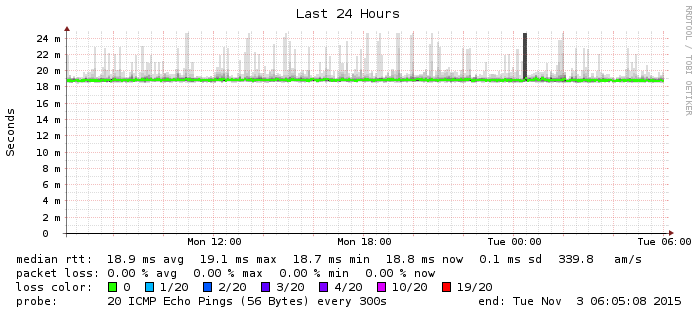 Last 24 Hours
RRDTOOL / TOBI OETIKER
Seconds
24 m
22 m
20 m
18 m
16 m
14 m
12 m
10 m
8 m
6 m
4 m
2 m
0
Mon 12:00 Mon 18:00 Tue 00:00 Tue 06:00
median rtt: 18.9 ms avg 19.1 ms max 18.7 ms min 18.8 ms now 0.1 ms sd 339.8 am/s
packet loss: 0.00 % avg 0.00 % max 0.00 % min 0.00 % now
loss color: 0 1/20 2/20 3/20 4/20 10/20 19/20
probe: 20 ICMP Echo Pings (56 Bytes) every 300s end: Tue Nov 3 06:05:08 2015